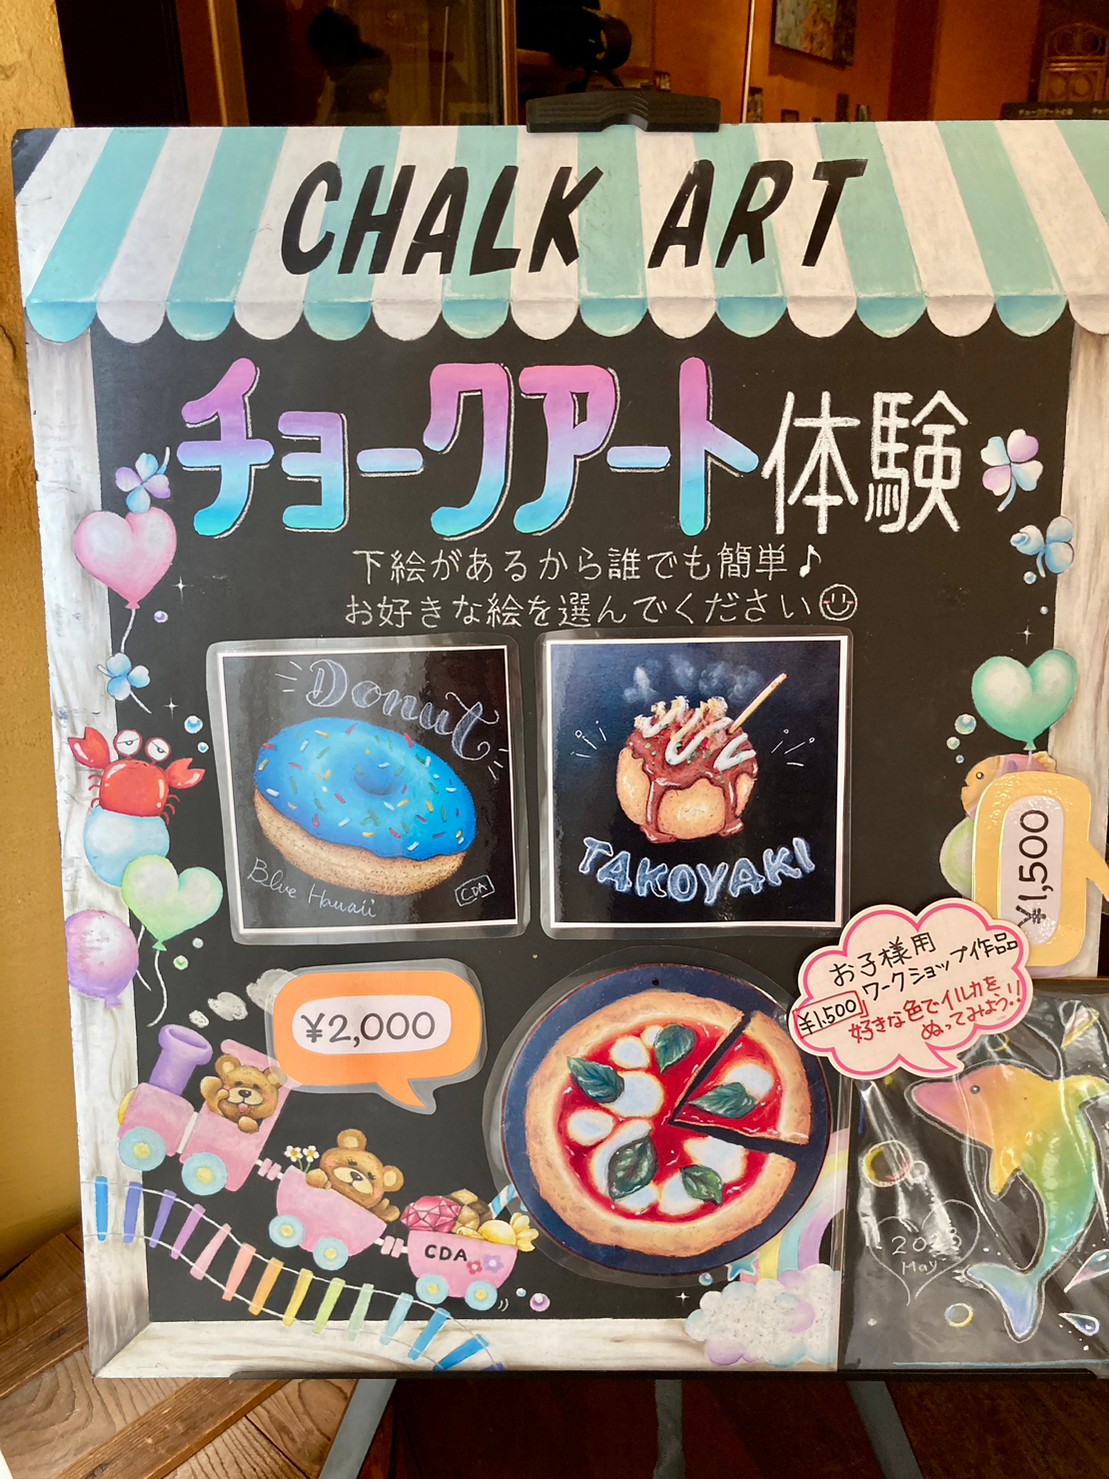 CHALK ART
チョークアート体験
下絵があるから誰でも簡単♪
お好きな絵を選んでください
Donut
Blue Hawaii
CDA
TAKOYAKI
¥1,500
お子様用
ワークショップ作品
¥1,500
好きな色でイルカを
ぬってみよう!!
¥2,000
CDA
2023
May